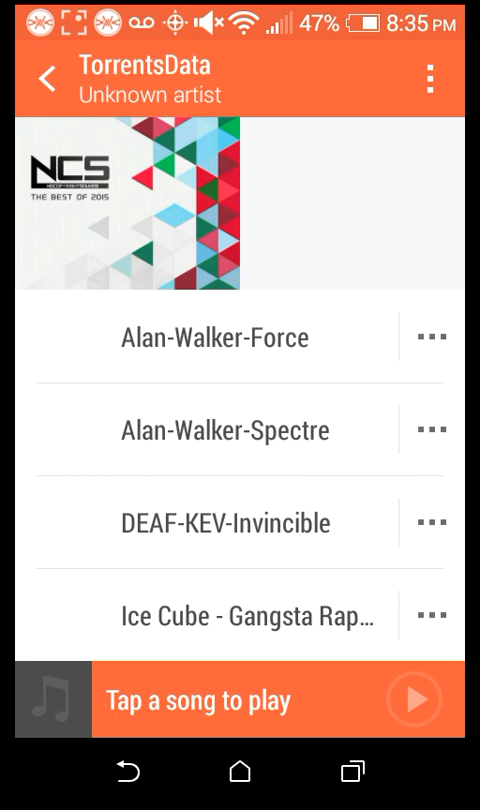 47% 8:35 PM
TorrentsData
Unknown artist
NCS
THE BEST OF 2015
Alan-Walker-Force
Alan-Walker-Spectre
DEAF-KEV-Invincible
Ice Cube - Gangsta Rap...
Tap a song to play